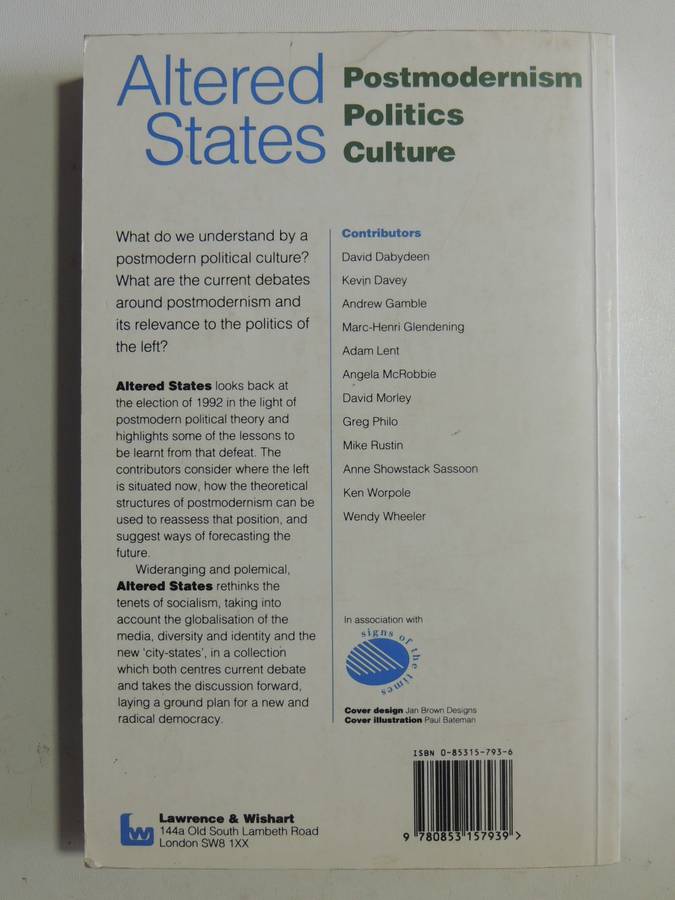 Altered
States
Postmodernism
Politics
Culture
What do we understand by a
postmodern political culture?
What are the current debates
around postmodernism and
its relevance to the politics of
the left?
Altered States looks back at
the election of 1992 in the light of
postmodern political theory and
highlights some of the lessons to
be learnt from that defeat. The
contributors consider where the left
is situated now, how the theoretical
structures of postmodernism can be
used to reassess that position, and
suggest ways of forecasting the
future.
Wideranging and polemical,
Altered States rethinks the
tenets of socialism, taking into
account the globalisation of the
media, diversity and identity and the
new 'city-states', in a collection
which both centres current debate
and takes the discussion forward,
laying a ground plan for a new and
radical democracy.
Contributors
David Dabydeen
Kevin Davey
Andrew Gamble
Marc-Henri Glendening
Adam Lent
Angela McRobbie
David Morley
Greg Philo
Mike Rustin
Anne Showstack Sassoon
Ken Worpole
Wendy Wheeler
In association with
signs of the times
Cover design Jan Brown Designs
Cover illustration Paul Bateman
ISBN 0-85315-793-6
9 780853 157939 >
lw
Lawrence & Wishart
144a Old South Lambeth Road
London SW8 1XX